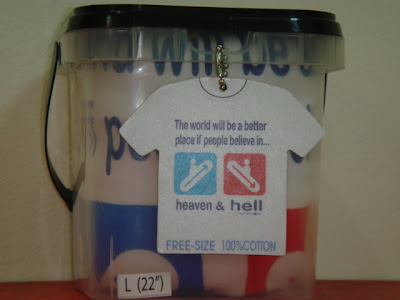 The world will be a better
place if people believe in...
heaven & hell
FREE-SIZE 100%COTTON
L (22")